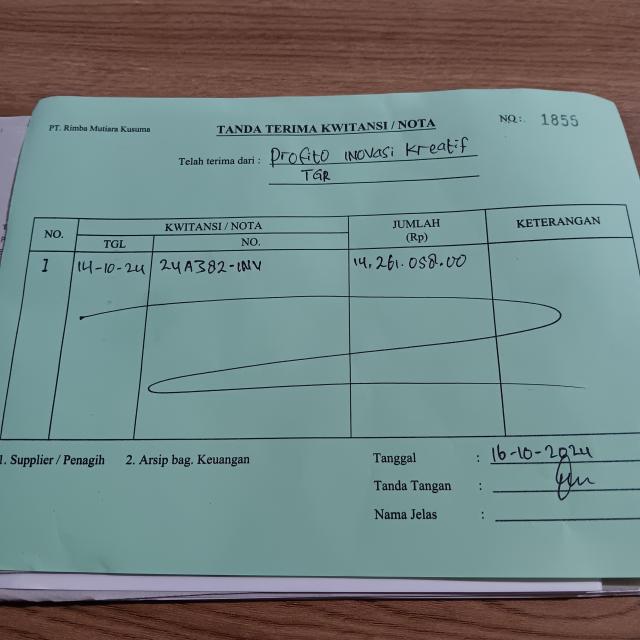 PT. Rimba Mutiara Kusuma
TANDA TERIMA KWITANSI / NOTA
NO.: 1855
Telah terima dari : Profito inovasi kreatif
TGR
NO. KWITANSI / NOTA JUMLAH (Rp) KETERANGAN
TGL NO.
1 14-10-24 24A382-INV 14.261.058.00
1. Supplier / Penagih 2. Arsip bag. Keuangan
Tanggal : 16-10-2024
Tanda Tangan :
Nama Jelas :